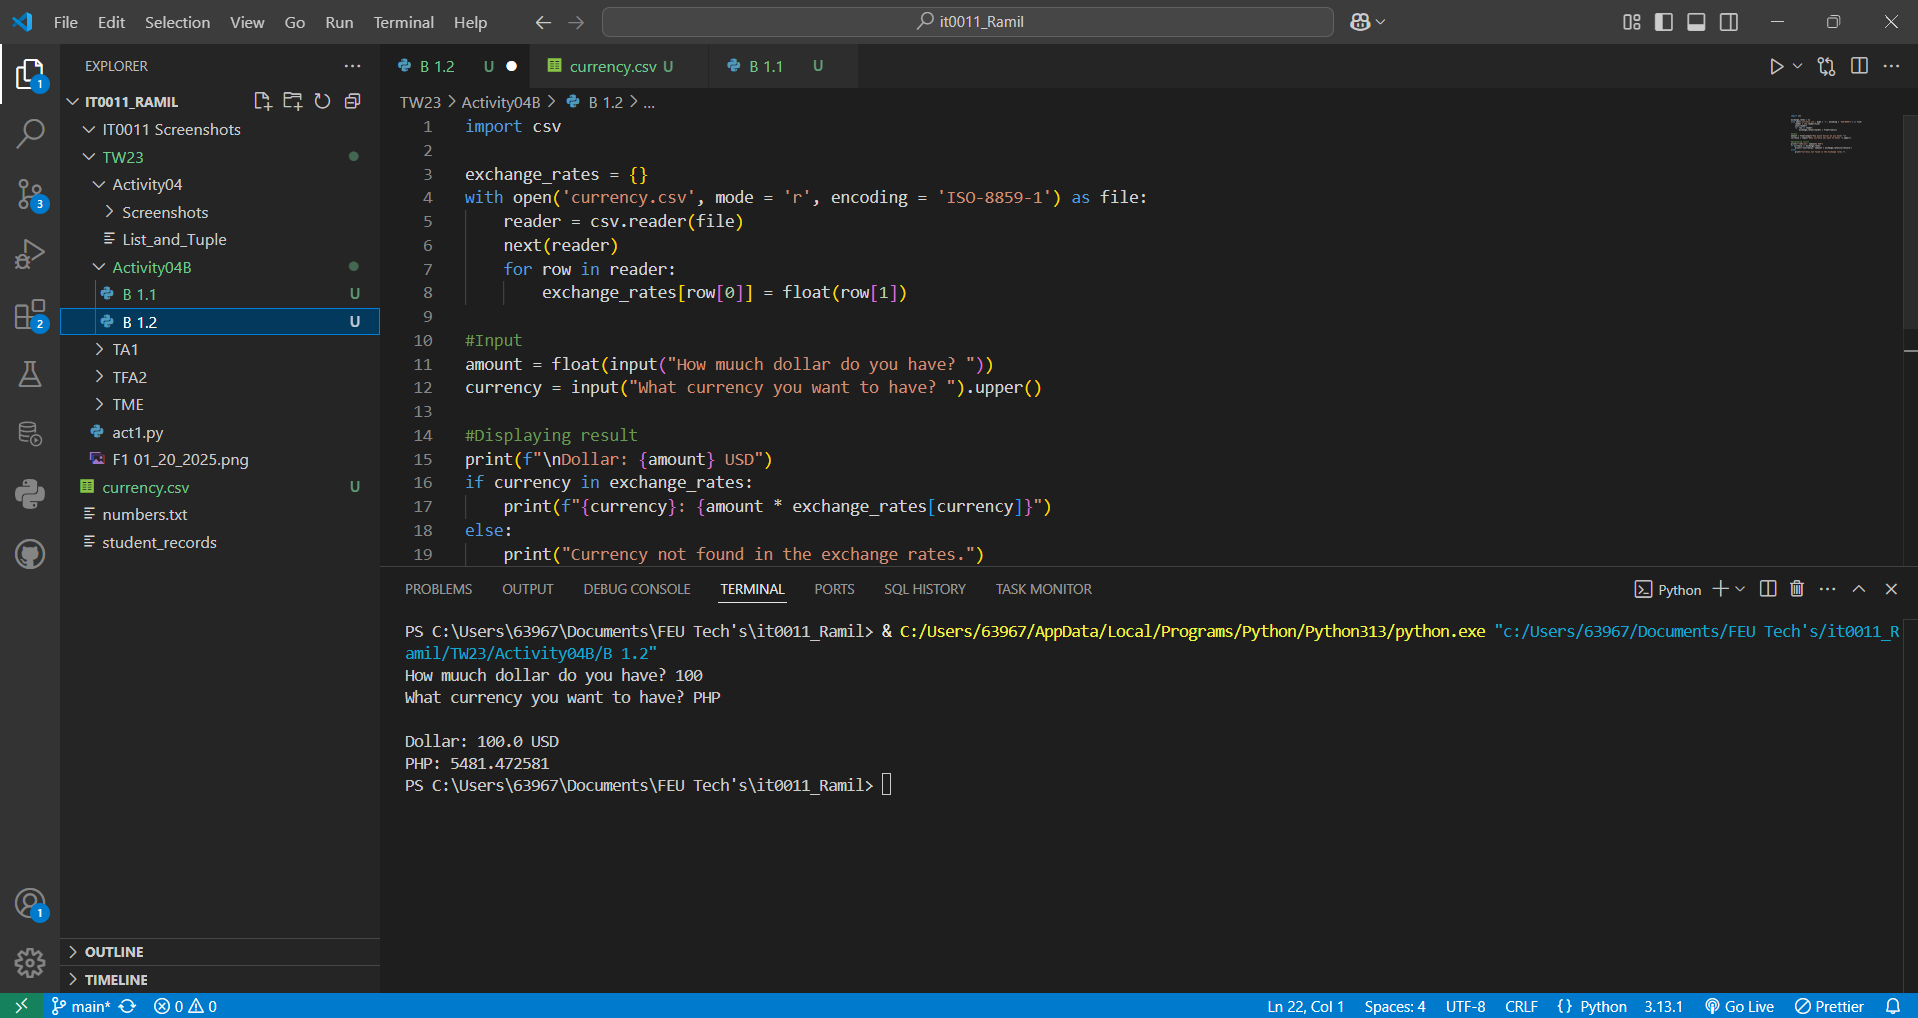 File Edit Selection View Go Run Terminal Help
it0011_Ramil
EXPLORER
1
IT0011_RAMIL
IT0011 Screenshots
TW23
Activity04
Screenshots
List_and_Tuple
Activity04B
B 1.1 U
B 1.2 U
TA1
TFA2
TME
act1.py
F1 01_20_2025.png
currency.csv U
numbers.txt
student_records
3
2
1
OUTLINE
TIMELINE
B 1.2 U
currency.csv U
B 1.1 U
TW23 > Activity04B > B 1.2 > ...
1 import csv
2
3 exchange_rates = {}
4 with open('currency.csv', mode = 'r', encoding = 'ISO-8859-1') as file:
5 reader = csv.reader(file)
6 next(reader)
7 for row in reader:
8 exchange_rates[row[0]] = float(row[1])
9
10 #Input
11 amount = float(input("How muuch dollar do you have? "))
12 currency = input("What currency you want to have? ").upper()
13
14 #Displaying result
15 print(f"\nDollar: {amount} USD")
16 if currency in exchange_rates:
17 print(f"{currency}: {amount * exchange_rates[currency]}")
18 else:
19 print("Currency not found in the exchange rates.")
PROBLEMS OUTPUT DEBUG CONSOLE TERMINAL PORTS SQL HISTORY TASK MONITOR
Python
PS C:\Users\63967\Documents\FEU Tech's\it0011_Ramil> & C:/Users/63967/AppData/Local/Programs/Python/Python313/python.exe "c:/Users/63967/Documents/FEU Tech's/it0011_R
amil/TW23/Activity04B/B 1.2"
How muuch dollar do you have? 100
What currency you want to have? PHP
Dollar: 100.0 USD
PHP: 5481.472581
PS C:\Users\63967\Documents\FEU Tech's\it0011_Ramil>
main* 0 0
Ln 22, Col 1 Spaces: 4 UTF-8 CRLF {} Python 3.13.1 Go Live Prettier